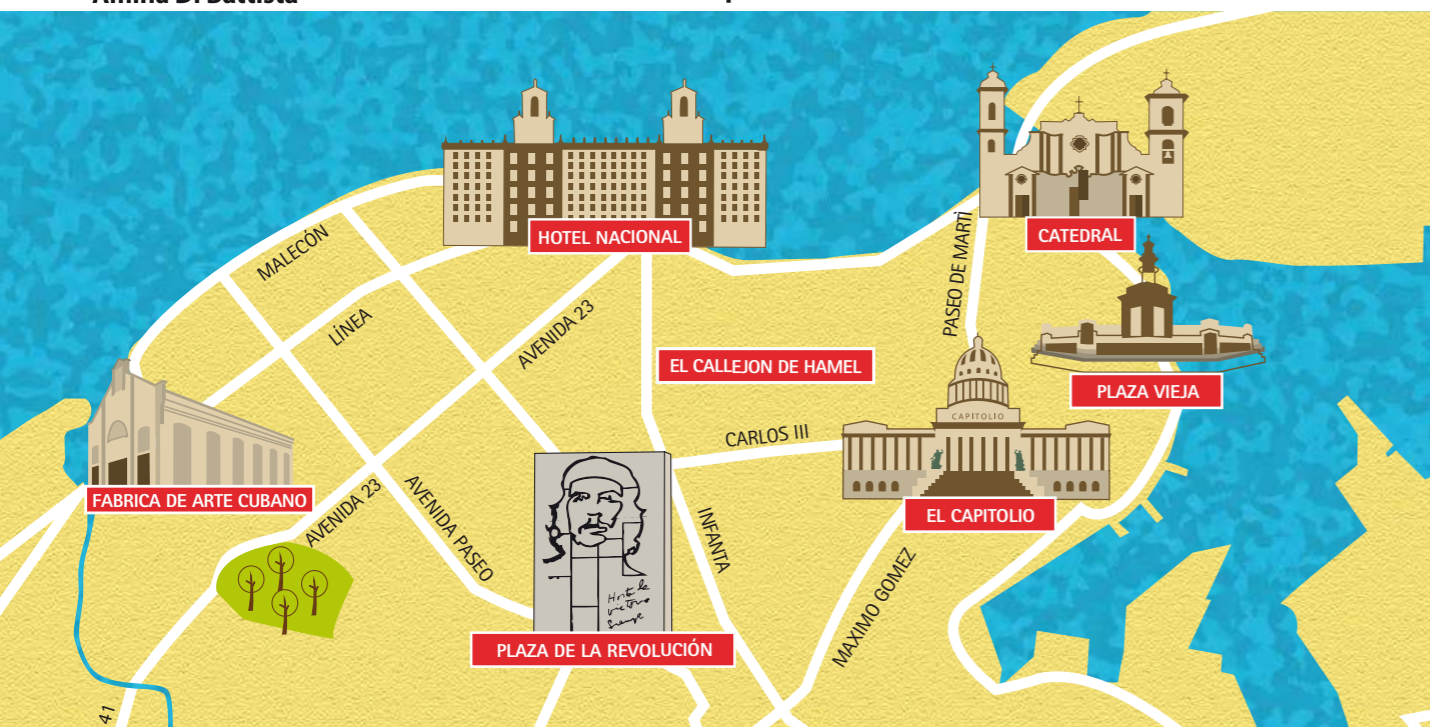 HOTEL NACIONAL
CATEDRAL
MALECÓN
PASEO DE MARTÍ
LÍNEA
AVENIDA 23
EL CALLEJON DE HAMEL
PLAZA VIEJA
CAPITOLIO
CARLOS III
FABRICA DE ARTE CUBANO
AVENIDA 23
AVENIDA PASEO
EL CAPITOLIO
INFANTA
MAXIMO GOMEZ
PLAZA DE LA REVOLUCIÓN
41